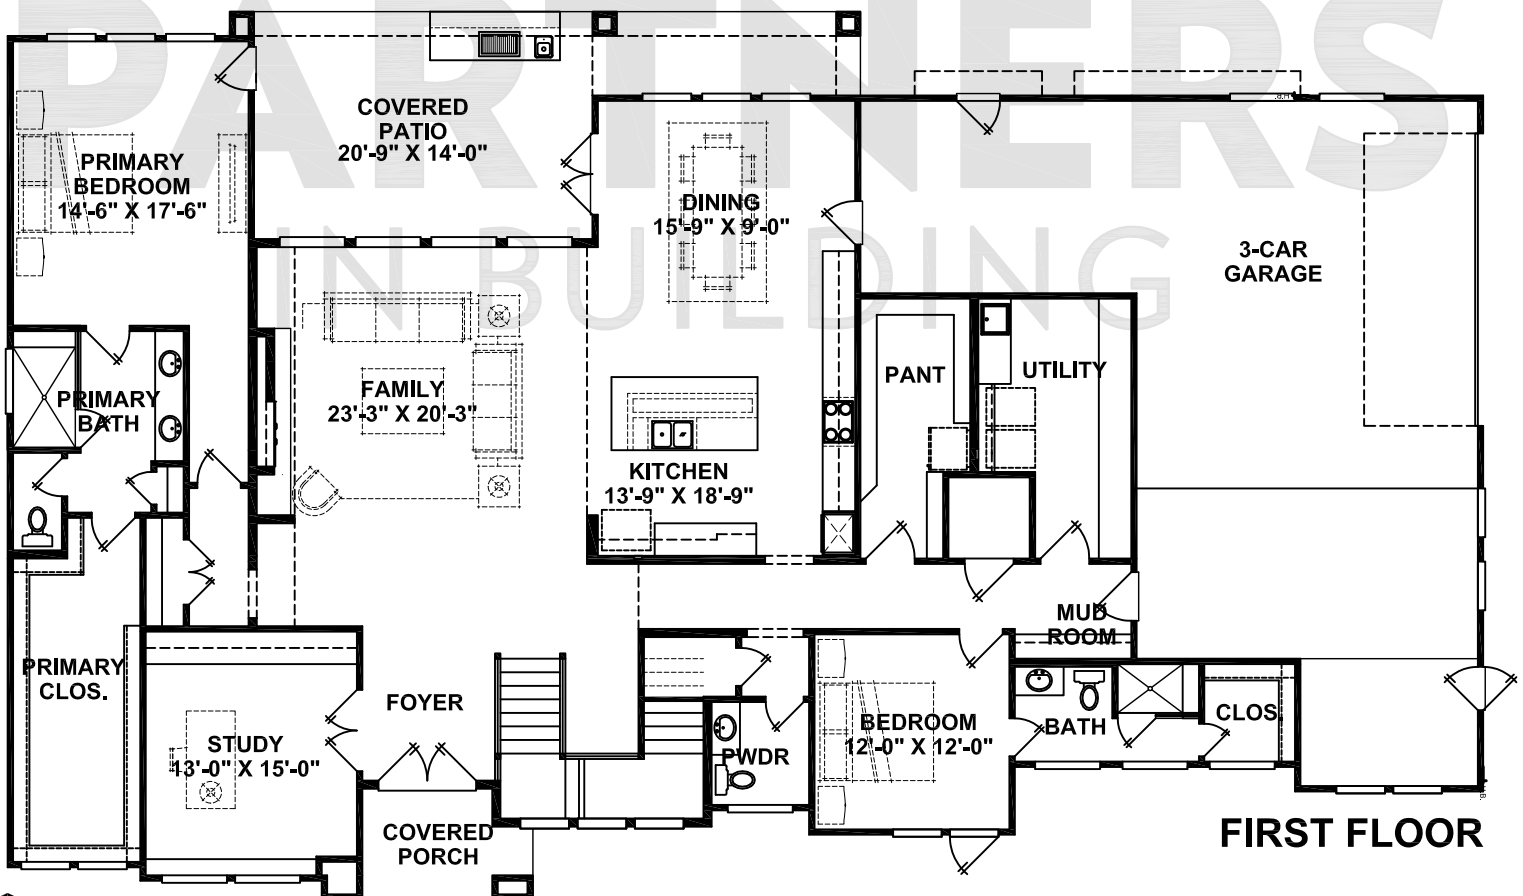 PARTNERS
IN BUILDING
COVERED
PATIO
20'-9" X 14'-0"
PRIMARY
BEDROOM
14'-6" X 17'-6"
DINING
15'-9" X 9'-0"
3-CAR
GARAGE
PANT
UTILITY
FAMILY
23'-3" X 20'-3"
PRIMARY
BATH
KITCHEN
13'-9" X 18'-9"
MUD
ROOM
PRIMARY
CLOS.
FOYER
STUDY
13'-0" X 15'-0"
PWDR
BEDROOM
12'-0" X 12'-0"
BATH
CLOS.
COVERED
PORCH
FIRST FLOOR